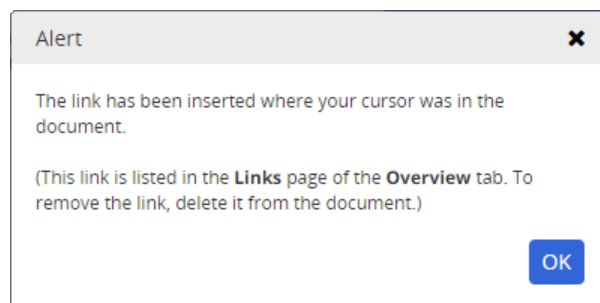 Alert
The link has been inserted where your cursor was in the
document.
(This link is listed in the Links page of the Overview tab. To
remove the link, delete it from the document.)
OK